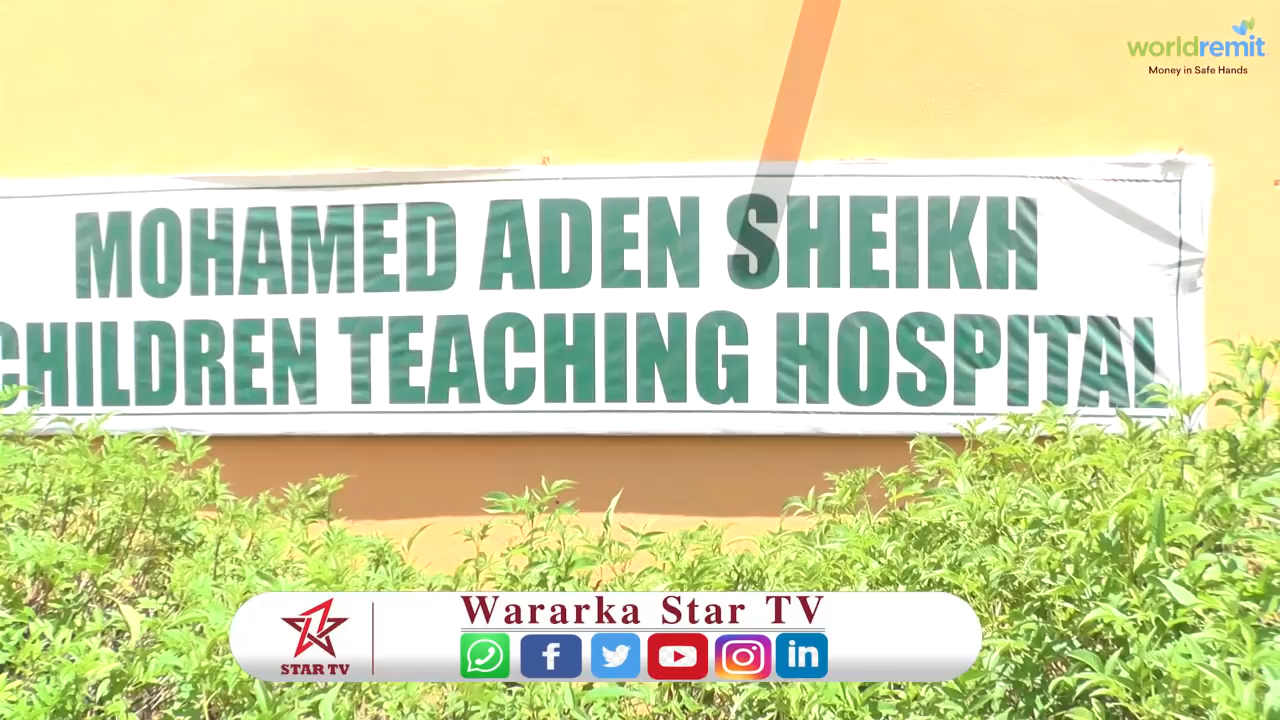 worldremit
Money in Safe Hands
MOHAMED ADEN SHEIKH
CHILDREN TEACHING HOSPITAL
Wararka Star TV
STAR TV